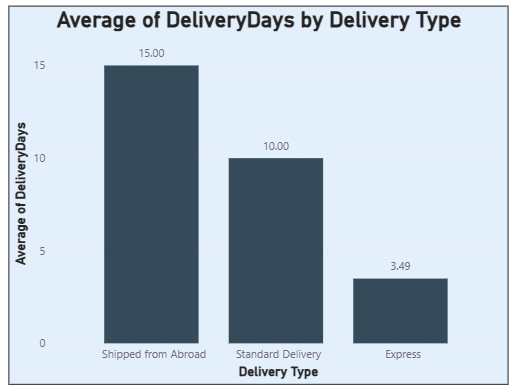 Average of DeliveryDays by Delivery Type
15.00
15
10.00
10
Average of DeliveryDays
5
3.49
0
Shipped from Abroad Standard Delivery Express
Delivery Type